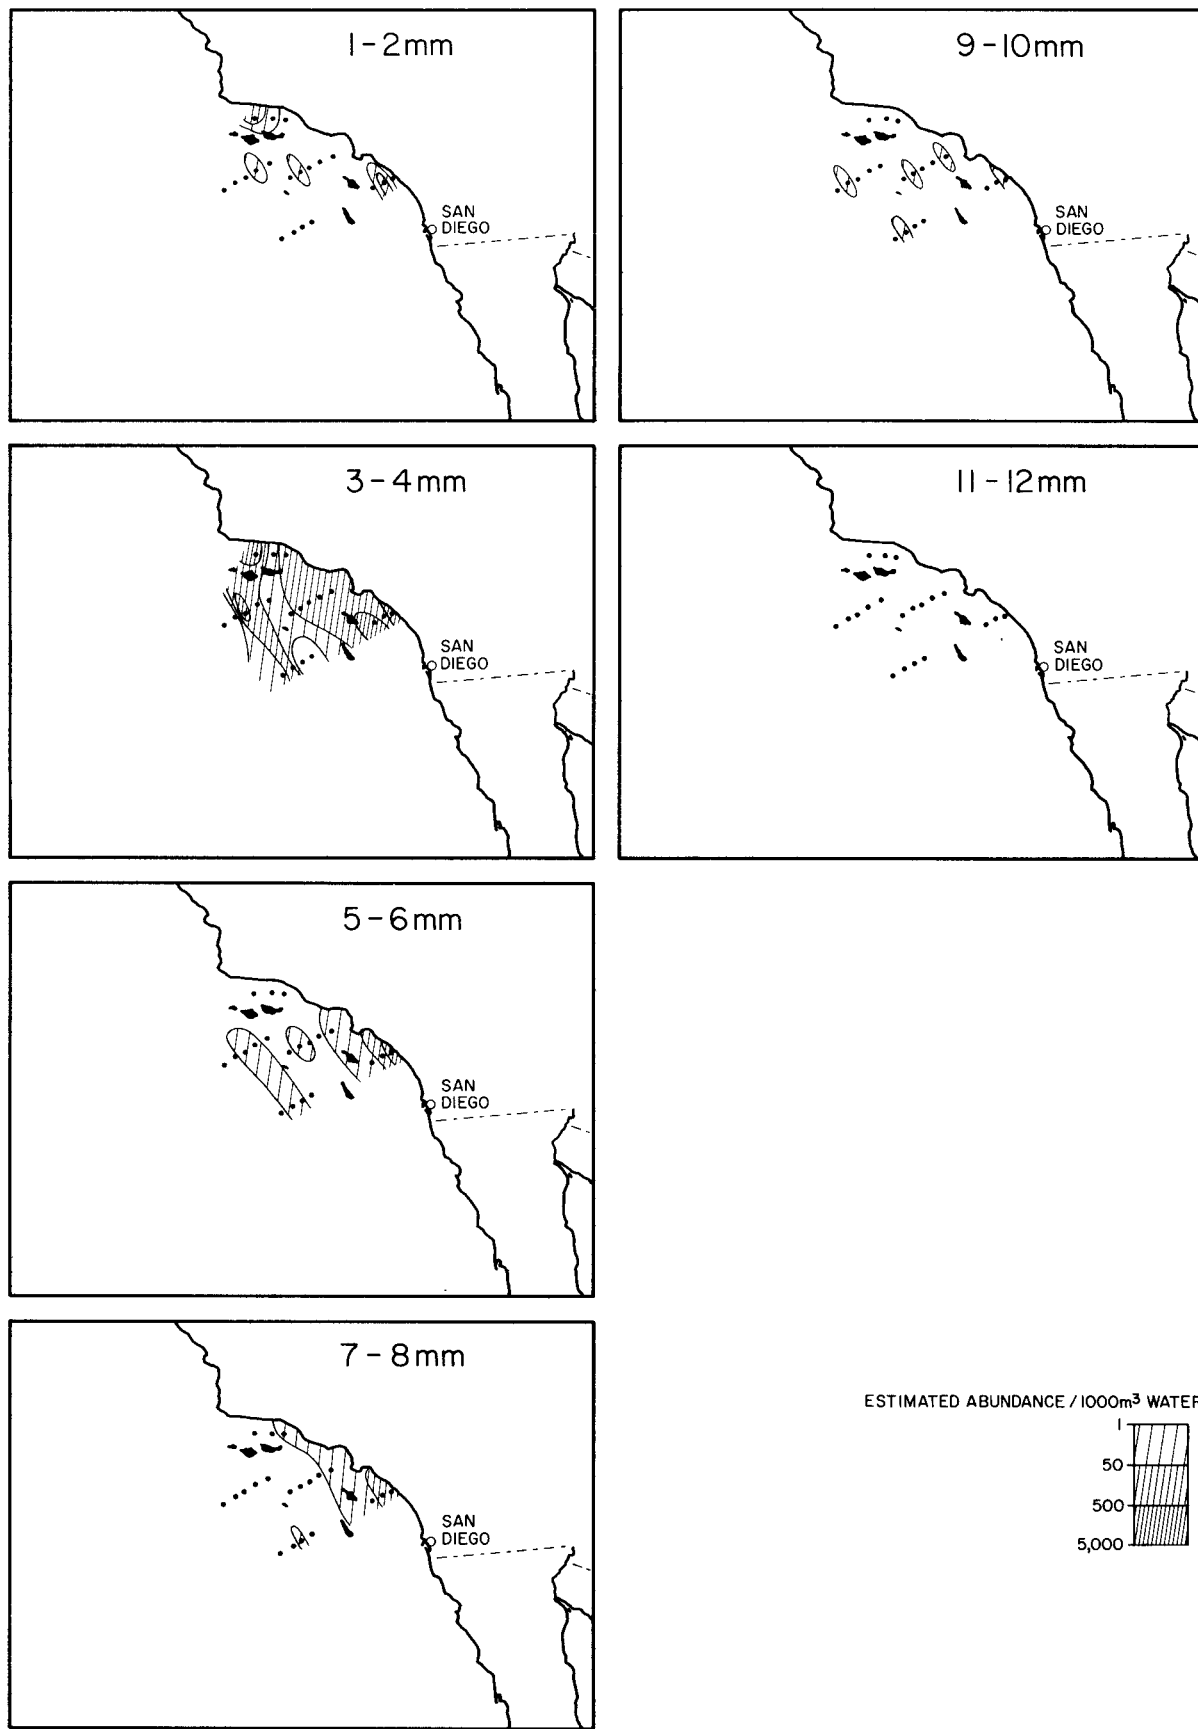 1-2mm
SAN
DIEGO
9-10mm
SAN
DIEGO
3-4mm
SAN
DIEGO
11-12mm
SAN
DIEGO
5-6mm
SAN
DIEGO
7-8mm
SAN
DIEGO
ESTIMATED ABUNDANCE/1000m³ WATER
1
50
500
5,000